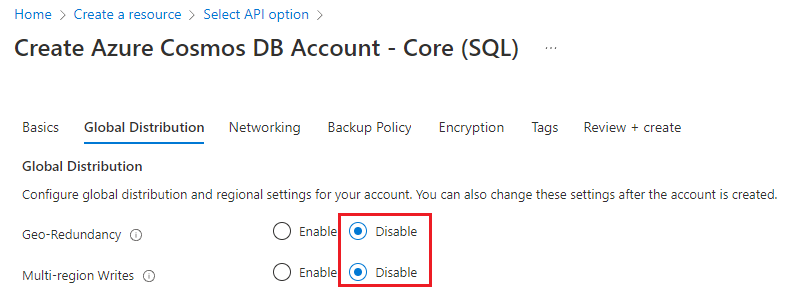 Home > Create a resource > Select API option >
Create Azure Cosmos DB Account - Core (SQL) ...
Basics Global Distribution Networking Backup Policy Encryption Tags Review + create
Global Distribution
Configure global distribution and regional settings for your account. You can also change these settings after the account is created.
Geo-Redundancy Enable Disable
Multi-region Writes Enable Disable